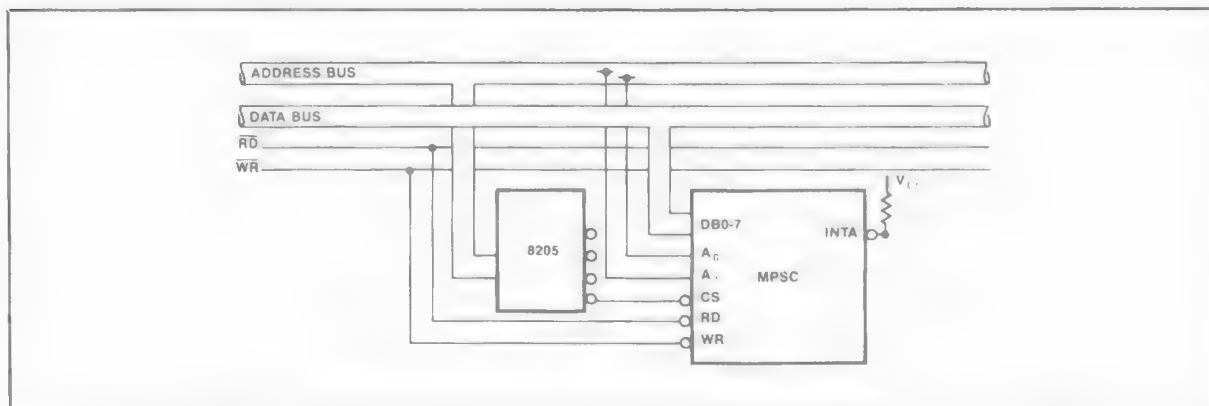 ADDRESS BUS
DATA BUS
RD
WR
8205
DB0-7
A
A
CS
RD
WR
MPSC
INTA
V